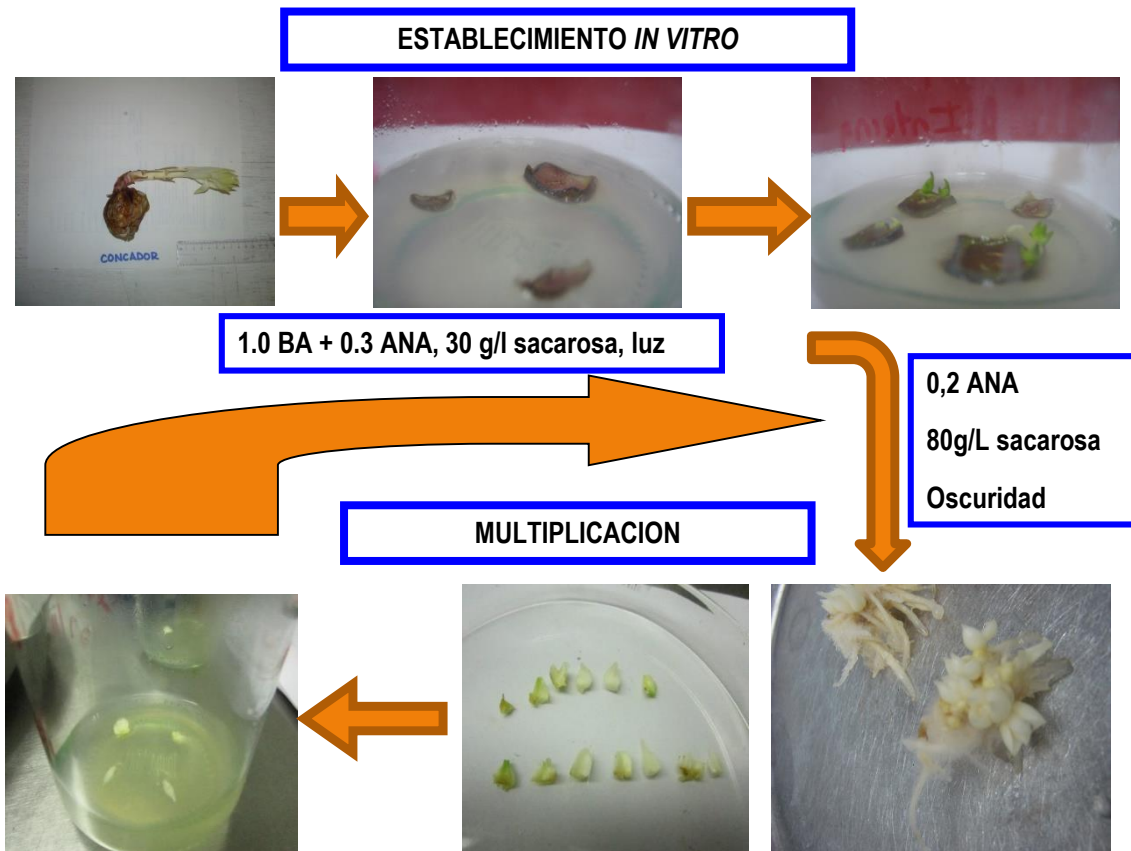 ESTABLECIMIENTO IN VITRO
CONCADOR
1.0 BA + 0.3 ANA, 30 g/l sacarosa, luz
0,2 ANA
80g/L sacarosa
Oscuridad
MULTIPLICACION